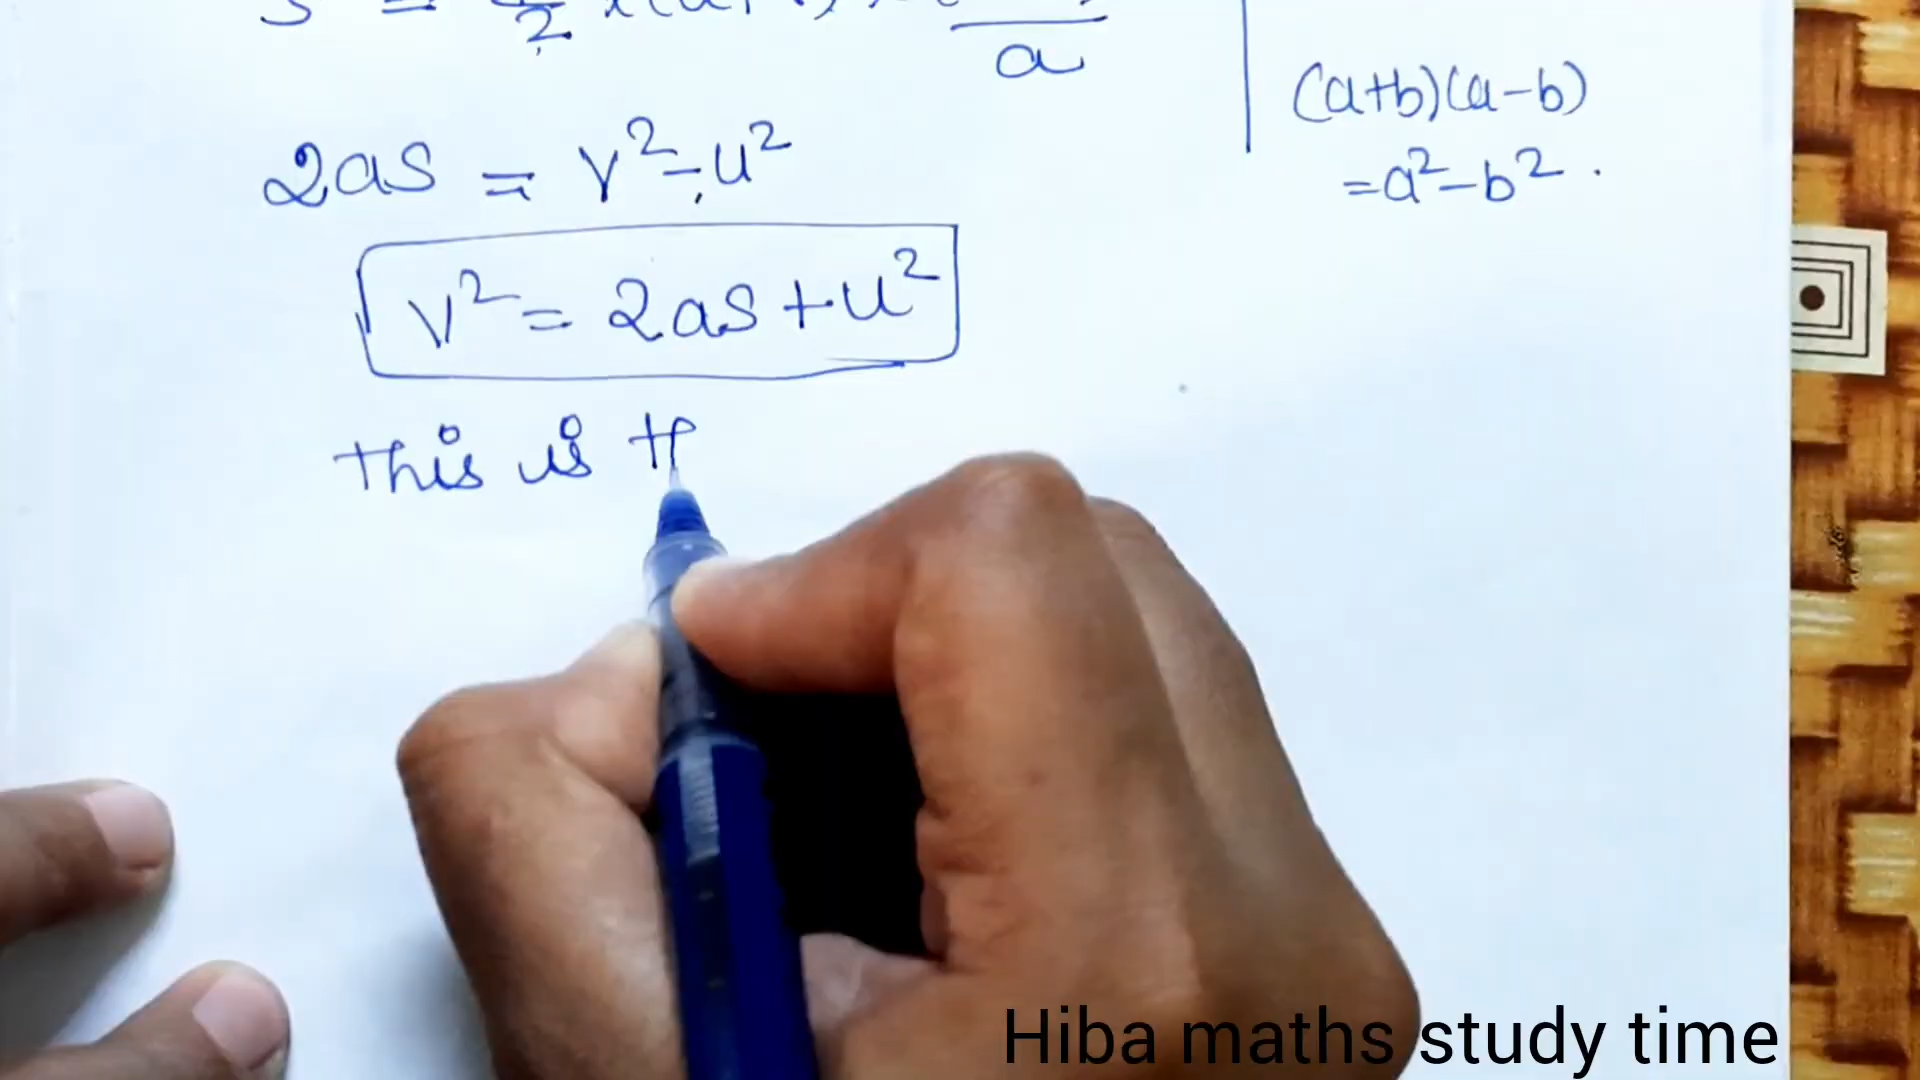 2as = v²-u²
v² = 2as + u²
this is
(a+b)(a-b)
=a²-b².
Hiba maths study time